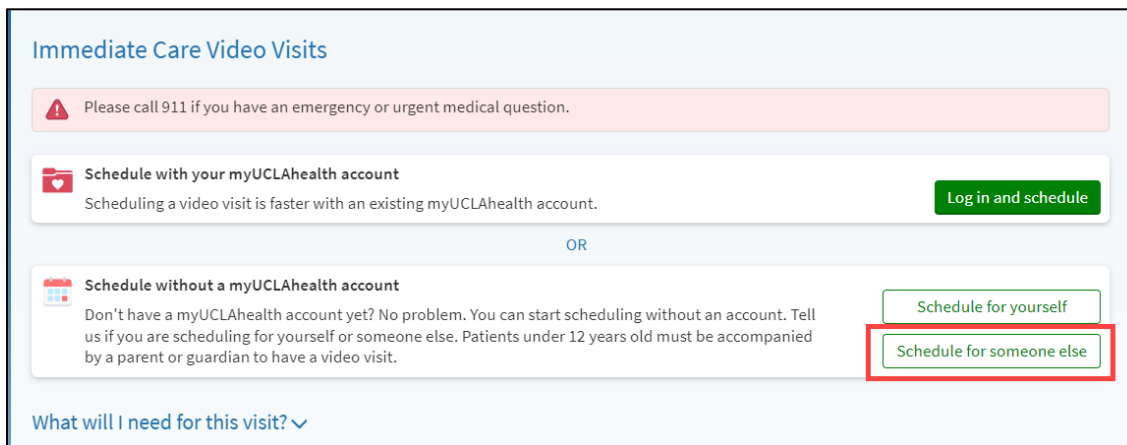 Immediate Care Video Visits
Please call 911 if you have an emergency or urgent medical question.
Schedule with your myUCLAhealth account
Scheduling a video visit is faster with an existing myUCLAhealth account.
Log in and schedule
OR
Schedule without a myUCLAhealth account
Don't have a myUCLAhealth account yet? No problem. You can start scheduling without an account. Tell
us if you are scheduling for yourself or someone else. Patients under 12 years old must be accompanied
by a parent or guardian to have a video visit.
Schedule for yourself
Schedule for someone else
What will I need for this visit?